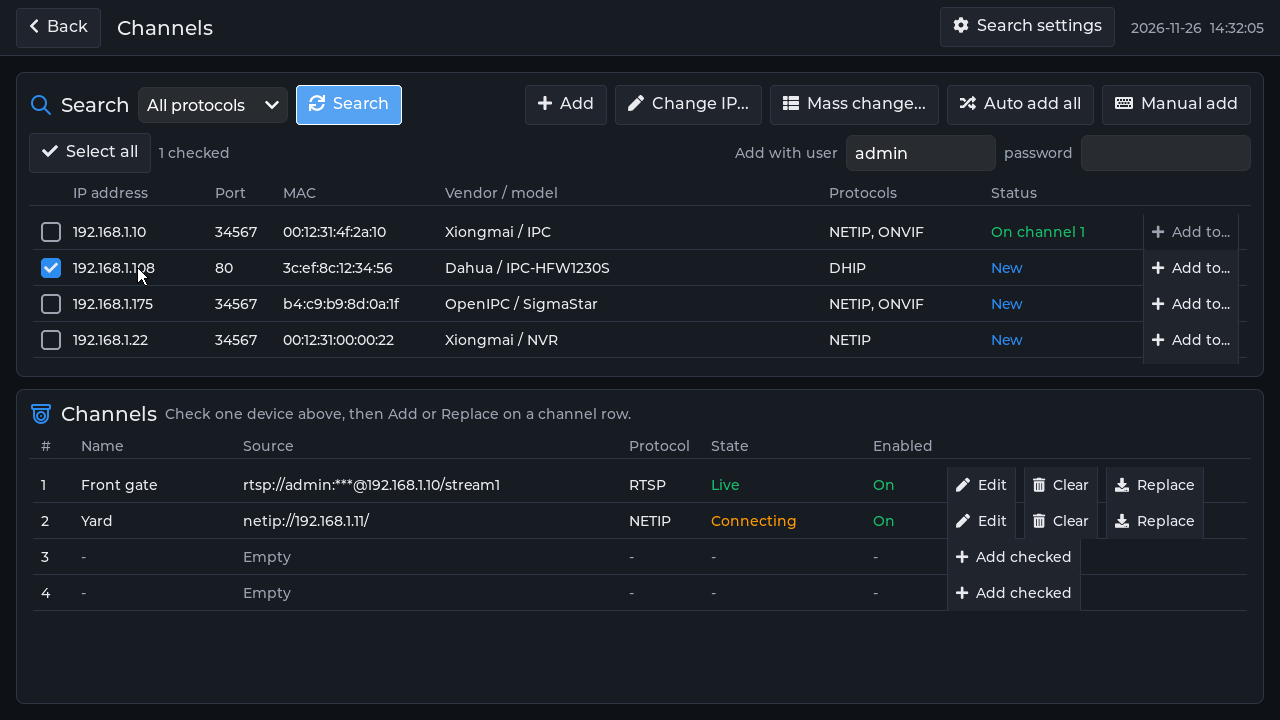 Back Channels Search settings 2026-11-26 14:32:05
Search All protocols Search Add Change IP... Mass change... Auto add all Manual add
Select all 1 checked Add with user admin password
IP address Port MAC Vendor / model Protocols Status
192.168.1.10 34567 00:12:31:4f:2a:10 Xiongmai / IPC NETIP, ONVIF On channel 1 Add to...
192.168.1.108 80 3c:ef:8c:12:34:56 Dahua / IPC-HFW1230S DHIP New Add to...
192.168.1.175 34567 b4:c9:b9:8d:0a:1f OpenIPC / SigmaStar NETIP, ONVIF New Add to...
192.168.1.22 34567 00:12:31:00:00:22 Xiongmai / NVR NETIP New Add to...
Channels Check one device above, then Add or Replace on a channel row.
# Name Source Protocol State Enabled
1 Front gate rtsp://admin:***@192.168.1.10/stream1 RTSP Live On Edit Clear Replace
2 Yard netip://192.168.1.11/ NETIP Connecting On Edit Clear Replace
3 - Empty - - - Add checked
4 - Empty - - - Add checked